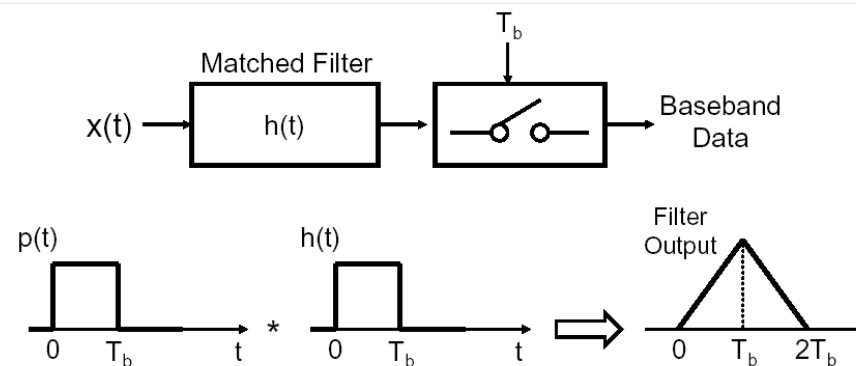 T_b
Matched Filter
x(t)
h(t)
Baseband
Data
p(t)
h(t)
Filter
Output
*
0
T_b
t
0
T_b
t
0
T_b
2T_b